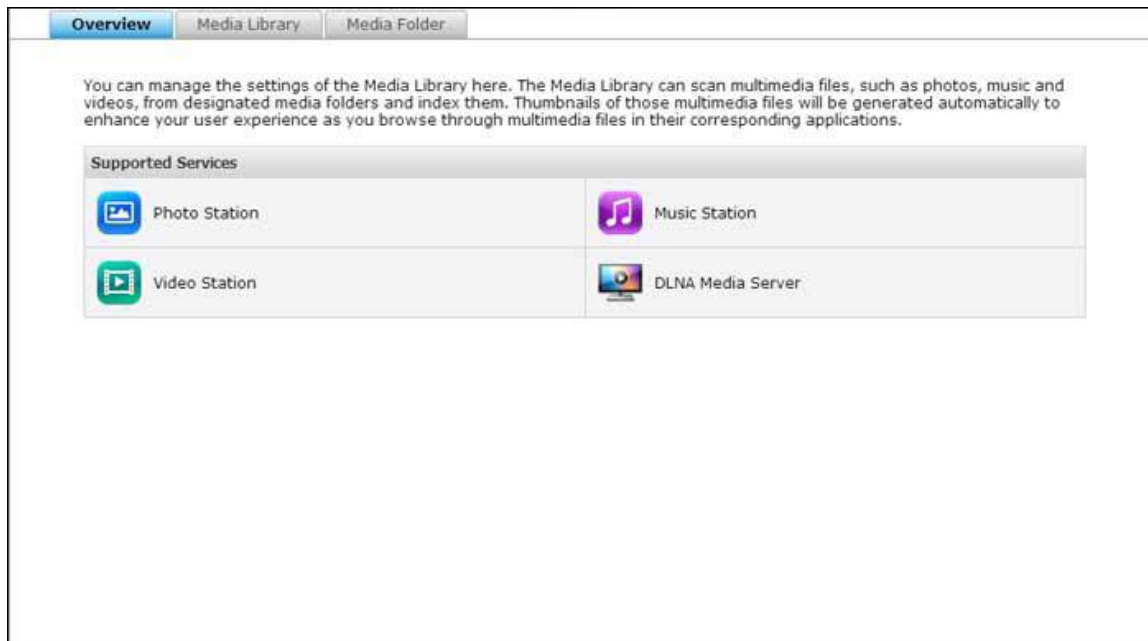 Overview Media Library Media Folder
You can manage the settings of the Media Library here. The Media Library can scan multimedia files, such as photos, music and
videos, from designated media folders and index them. Thumbnails of those multimedia files will be generated automatically to
enhance your user experience as you browse through multimedia files in their corresponding applications.
Supported Services
Photo Station Music Station
Video Station DLNA Media Server